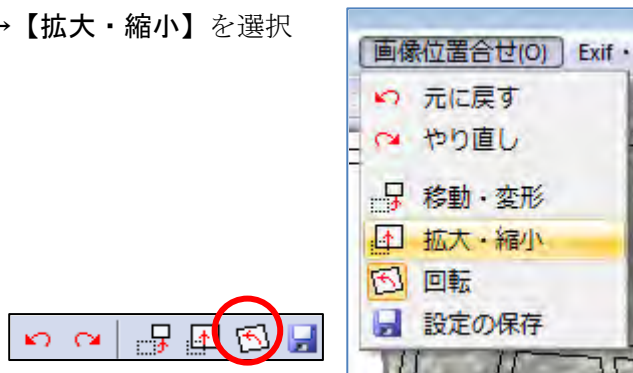 →【拡大・縮小】を選択
画像位置合せ(O) Exif・
元に戻す
やり直し
移動・変形
拡大・縮小
回転
設定の保存